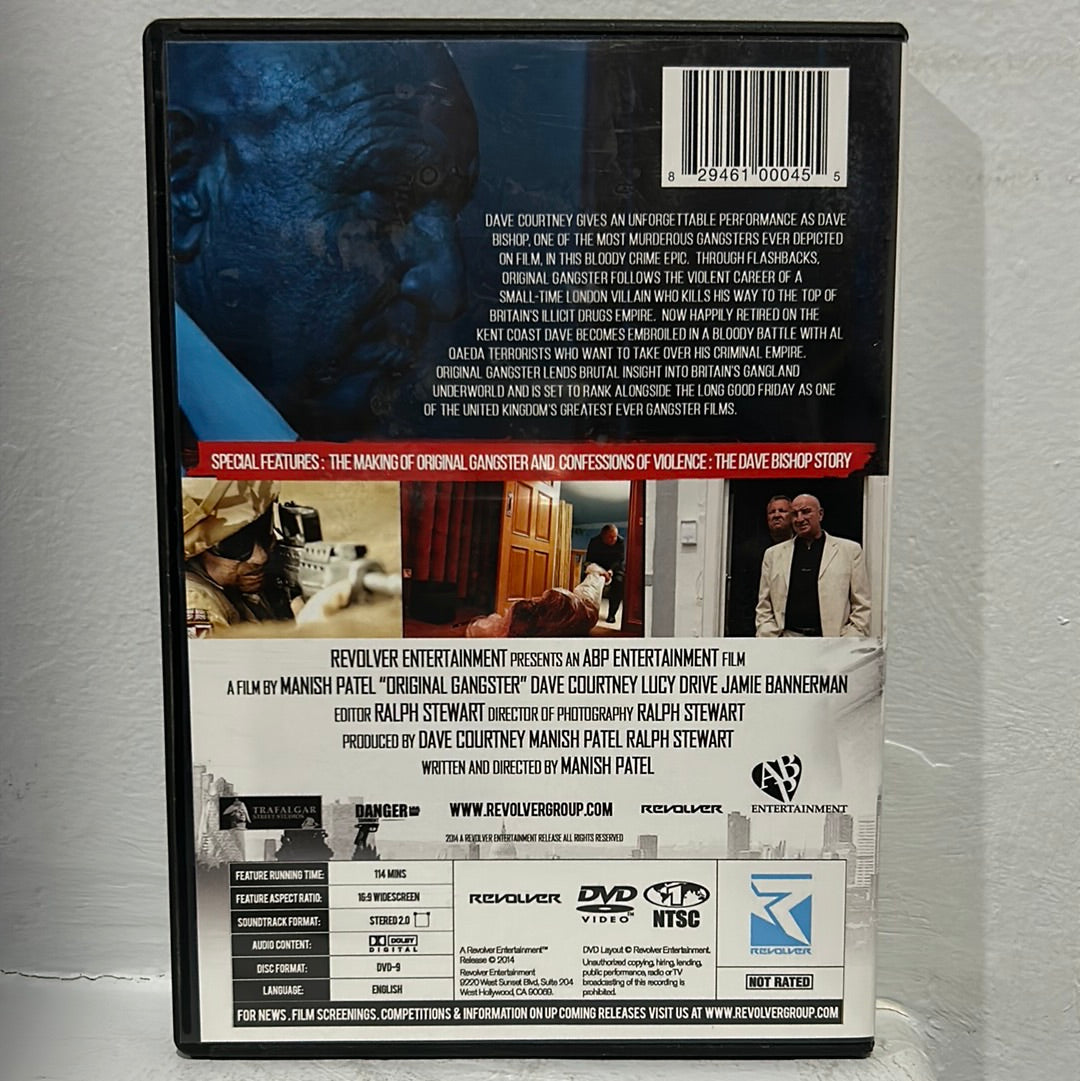 8 29461 00045 5
DAVE COURTNEY GIVES AN UNFORGETTABLE PERFORMANCE AS DAVE
BISHOP, ONE OF THE MOST MURDEROUS GANGSTERS EVER DEPICTED
ON FILM, IN THIS BLOODY CRIME EPIC. THROUGH FLASHBACKS,
ORIGINAL GANGSTER FOLLOWS THE VIOLENT CAREER OF A
SMALL-TIME LONDON VILLAIN WHO KILLS HIS WAY TO THE TOP OF
BRITAIN'S ILLICIT DRUGS EMPIRE. NOW HAPPILY RETIRED ON THE
KENT COAST DAVE BECOMES EMBROILED IN A BLOODY BATTLE WITH AL
QAEDA TERRORISTS WHO WANT TO TAKE OVER HIS CRIMINAL EMPIRE.
ORIGINAL GANGSTER LENDS BRUTAL INSIGHT INTO BRITAIN'S GANGLAND
UNDERWORLD AND IS SET TO RANK ALONGSIDE THE LONG GOOD FRIDAY AS ONE
OF THE UNITED KINGDOM'S GREATEST EVER GANGSTER FILMS.
SPECIAL FEATURES : THE MAKING OF ORIGINAL GANGSTER AND CONFESSIONS OF VIOLENCE : THE DAVE BISHOP STORY
REVOLVER ENTERTAINMENT PRESENTS AN ABP ENTERTAINMENT FILM
A FILM BY MANISH PATEL "ORIGINAL GANGSTER" DAVE COURTNEY LUCY DRIVE JAMIE BANNERMAN
EDITOR RALPH STEWART DIRECTOR OF PHOTOGRAPHY RALPH STEWART
PRODUCED BY DAVE COURTNEY MANISH PATEL RALPH STEWART
WRITTEN AND DIRECTED BY MANISH PATEL
TRAFALGAR
STREET STUDIOS
DANGER
WWW.REVOLVERGROUP.COM
REVOLVER
ABP
ENTERTAINMENT
2014 A REVOLVER ENTERTAINMENT RELEASE ALL RIGHTS RESERVED
FEATURE RUNNING TIME: 114 MINS
FEATURE ASPECT RATIO: 16:9 WIDESCREEN
SOUNDTRACK FORMAT: STEREO 2.0
AUDIO CONTENT: DOLBY DIGITAL
DISC FORMAT: DVD-9
LANGUAGE: ENGLISH
REVOLVER
DVD VIDEO™
1 NTSC
A Revolver Entertainment™
Release © 2014
Revolver Entertainment
9220 West Sunset Blvd, Suite 204
West Hollywood, CA 90069.
DVD Layout © Revolver Entertainment.
Unauthorized copying, hiring, lending,
public performance, radio or TV
broadcasting of this recording is
prohibited.
REVOLVER
NOT RATED
FOR NEWS . FILM SCREENINGS. COMPETITIONS & INFORMATION ON UP COMING RELEASES VISIT US AT WWW.REVOLVERGROUP.COM